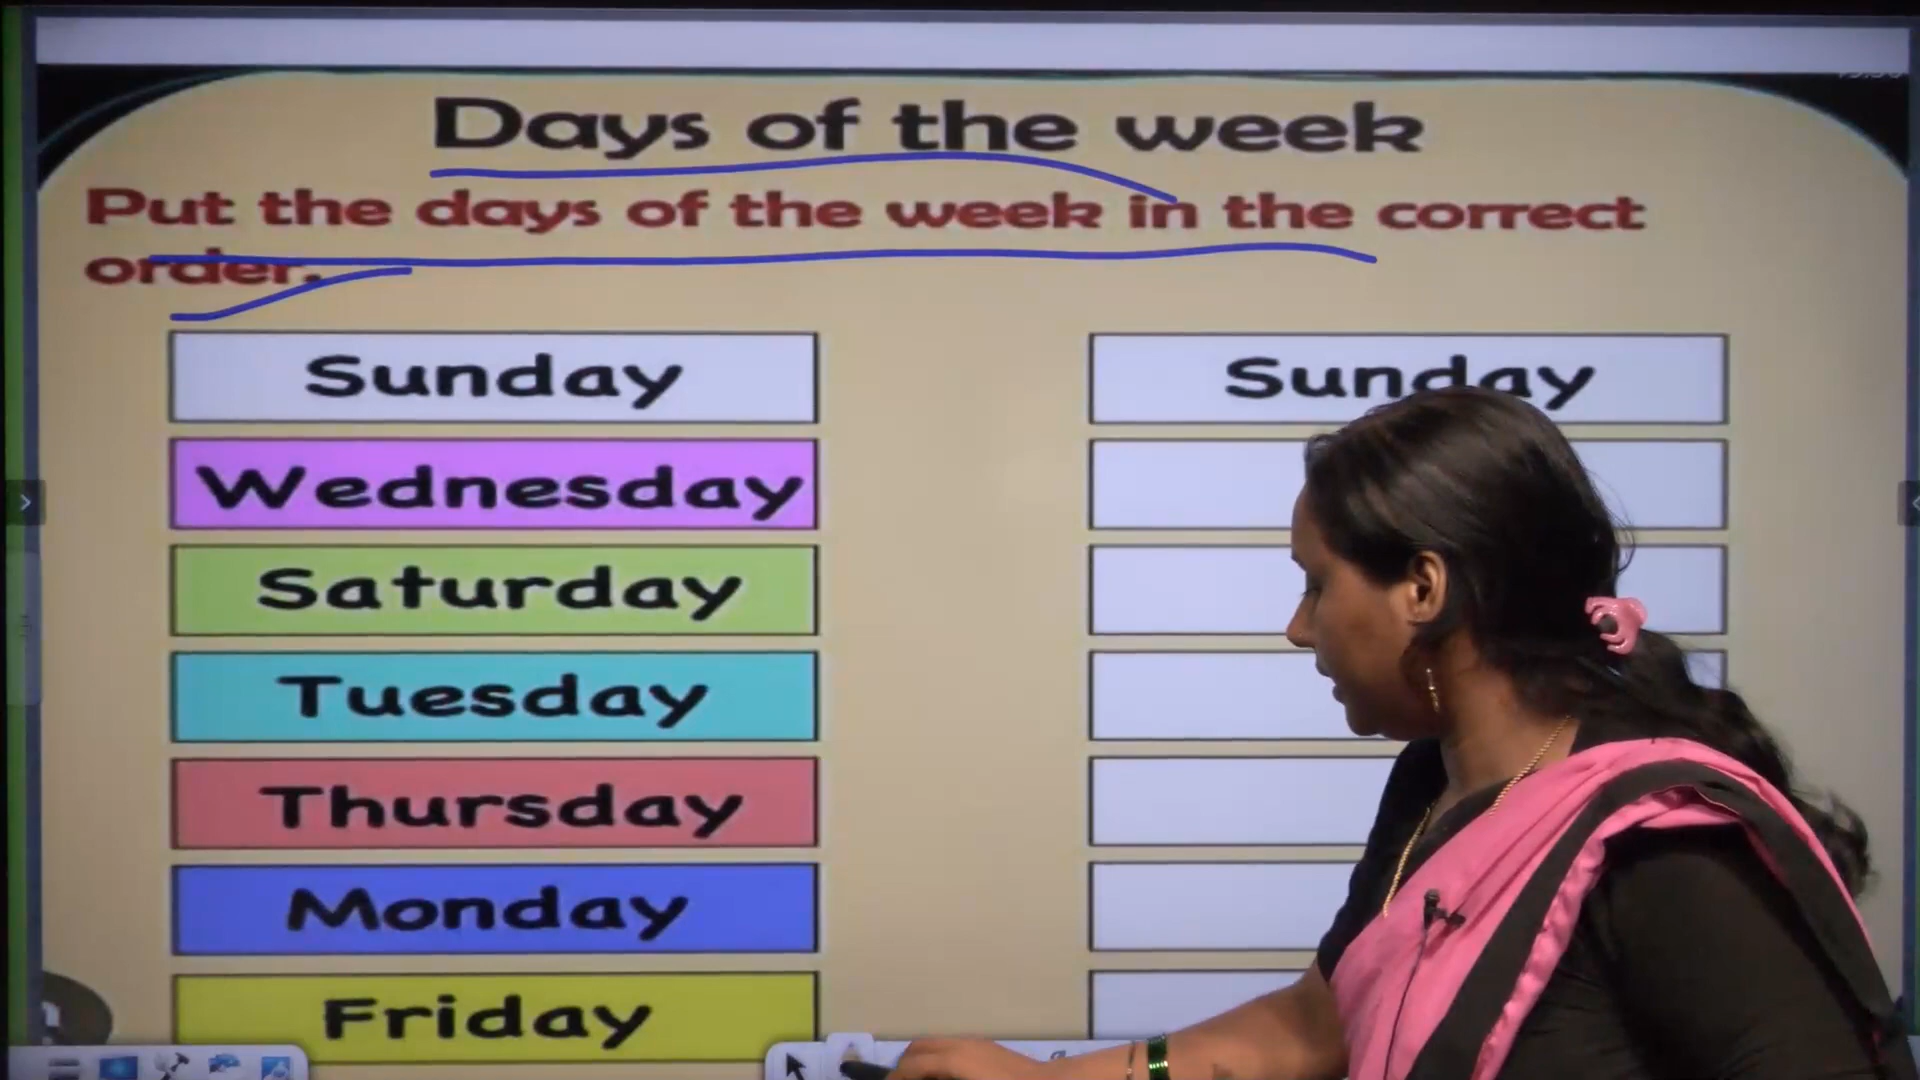 Days of the week
Put the days of the week in the correct
order.
Sunday
Sunday
Wednesday
Saturday
Tuesday
Thursday
Monday
Friday